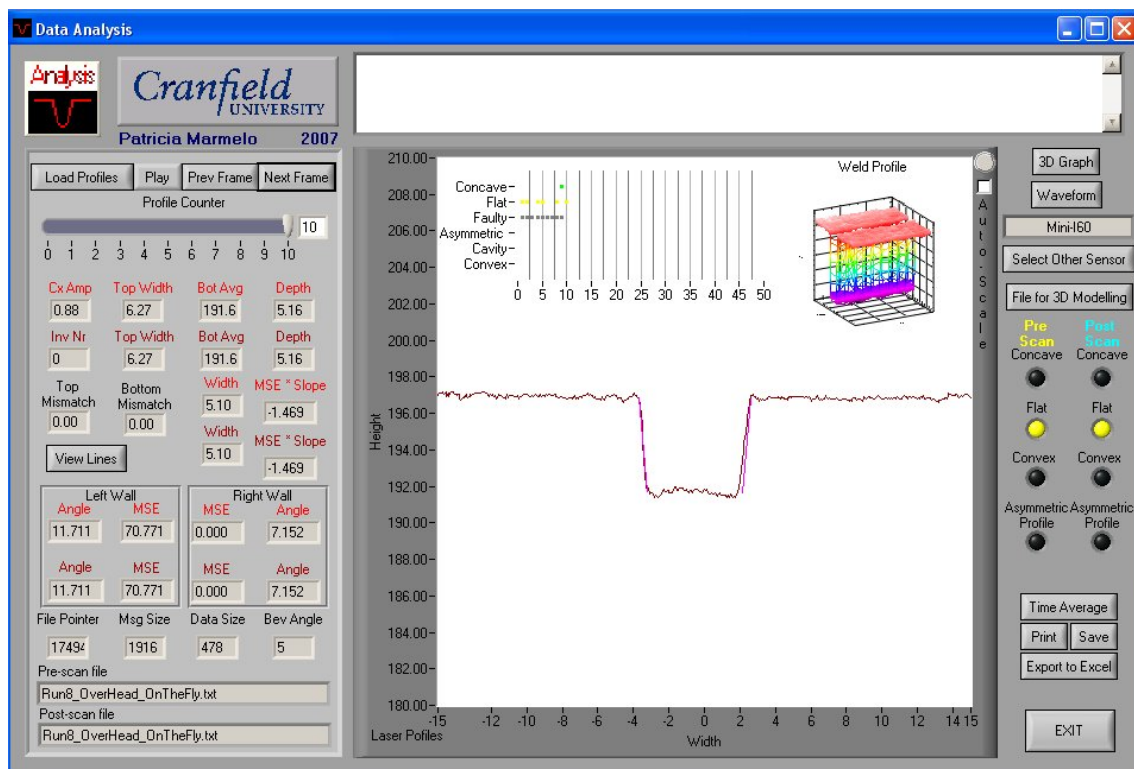 Data Analysis
Analysis
Cranfield
UNIVERSITY
Patricia Marmelo 2007
Load Profiles Play Prev Frame Next Frame
Profile Counter
10
0 1 2 3 4 5 6 7 8 9 10
Cx Amp Top Width Bot Avg Depth
0.88 6.27 191.6 5.16
Inv Nr Top Width Bot Avg Depth
0 6.27 191.6 5.16
Top Mismatch Bottom Mismatch Width MSE * Slope
0.00 0.00 5.10 -1.469
Width MSE * Slope
5.10 -1.469
View Lines
Left Wall Right Wall
Angle MSE MSE Angle
11.711 70.771 0.000 7.152
Angle MSE MSE Angle
11.711 70.771 0.000 7.152
File Pointer Msg Size Data Size Bev Angle
17494 1916 478 5
Pre-scan file
Run8_OverHead_OnTheFly.txt
Post-scan file
Run8_OverHead_OnTheFly.txt
210.00
208.00
206.00
204.00
202.00
200.00
198.00
196.00
194.00
192.00
190.00
188.00
186.00
184.00
182.00
180.00
Height
-15 -12 -10 -8 -6 -4 -2 0 2 4 6 8 10 12 14 15
Laser Pofiles
Width
Concave
Flat
Faulty
Asymmetric
Cavity
Convex
0 5 10 15 20 25 30 35 40 45 50
Weld Profile
Auto-Scale
3D Graph
Waveform
Mini-I60
Select Other Sensor
File for 3D Modelling
Pre Scan Post Scan
Concave Concave
Flat Flat
Convex Convex
Asymmetric Profile Asymmetric Profile
Time Average
Print Save
Export to Excel
EXIT